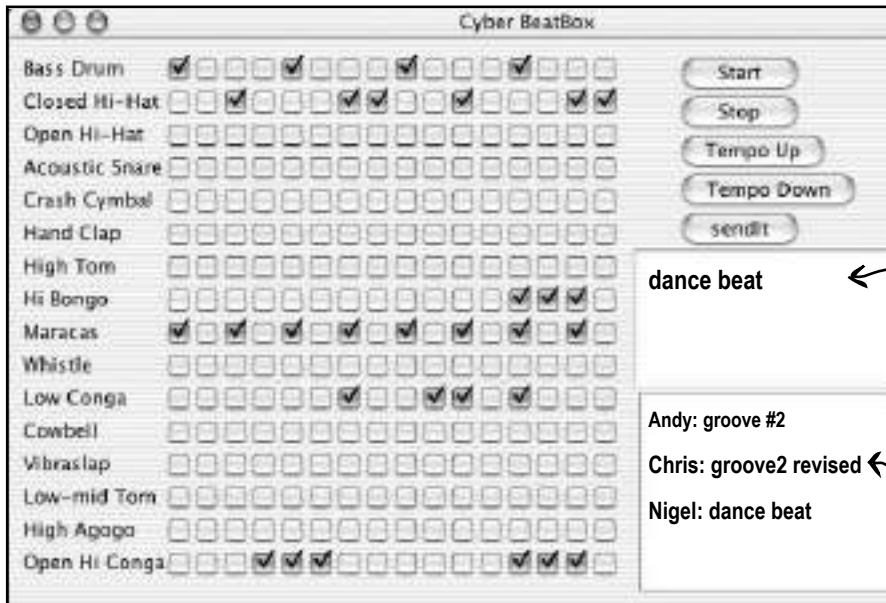 Cyber BeatBox
Bass Drum
Closed Hi-Hat
Open Hi-Hat
Acoustic Snare
Crash Cymbal
Hand Clap
High Tom
Hi Bongo
Maracas
Whistle
Low Conga
Cowbell
Vibraslap
Low-mid Tom
High Agogo
Open Hi Conga
Start
Stop
Tempo Up
Tempo Down
sendIt
dance beat
Andy: groove #2
Chris: groove2 revised
Nigel: dance beat